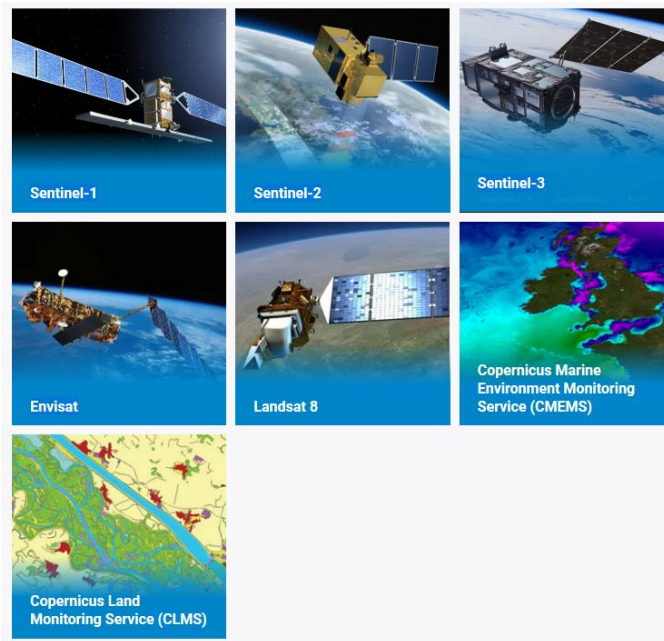 Sentinel-1
Sentinel-2
Sentinel-3
Envisat
Landsat 8
Copernicus Marine
Environment Monitoring
Service (CMEMS)
Copernicus Land
Monitoring Service (CLMS)